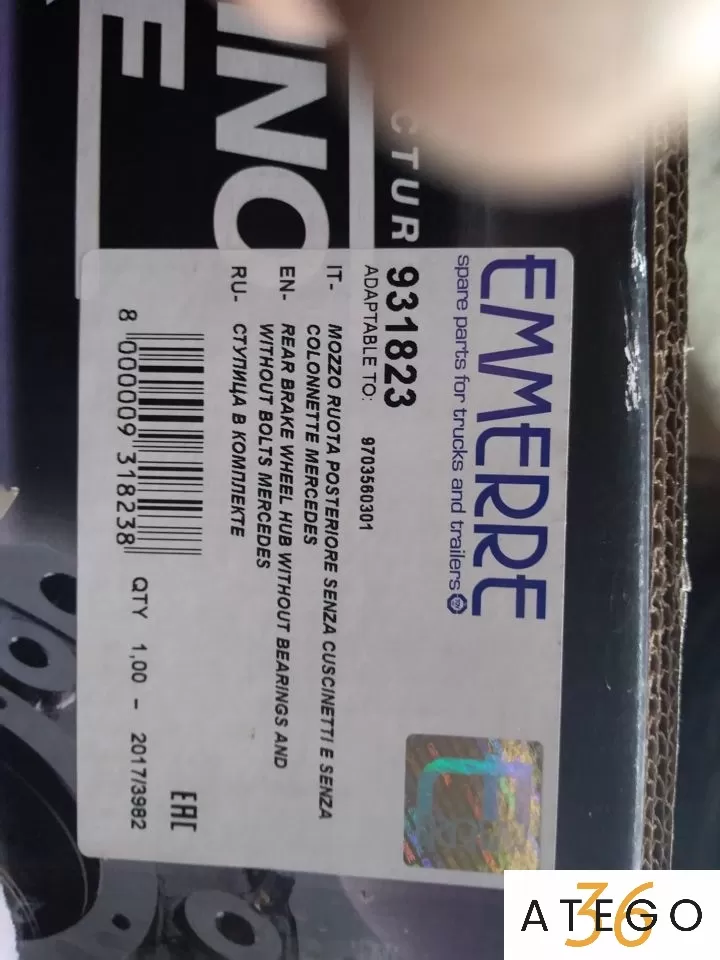 EMMERRE
spare parts for trucks and trailers
931823
ADAPTABLE TO: 9703560301
IT- MOZZO RUOTA POSTERIORE SENZA CUSCINETTI E SENZA
COLONNETTE MERCEDES
EN- REAR BRAKE WHEEL HUB WITHOUT BEARINGS AND
WITHOUT BOLTS MERCEDES
RU- СТУПИЦА В КОМПЛЕКТЕ
8 000009 318238
QTY 1,00 - 2017/3982
EAC
ATEGO
36